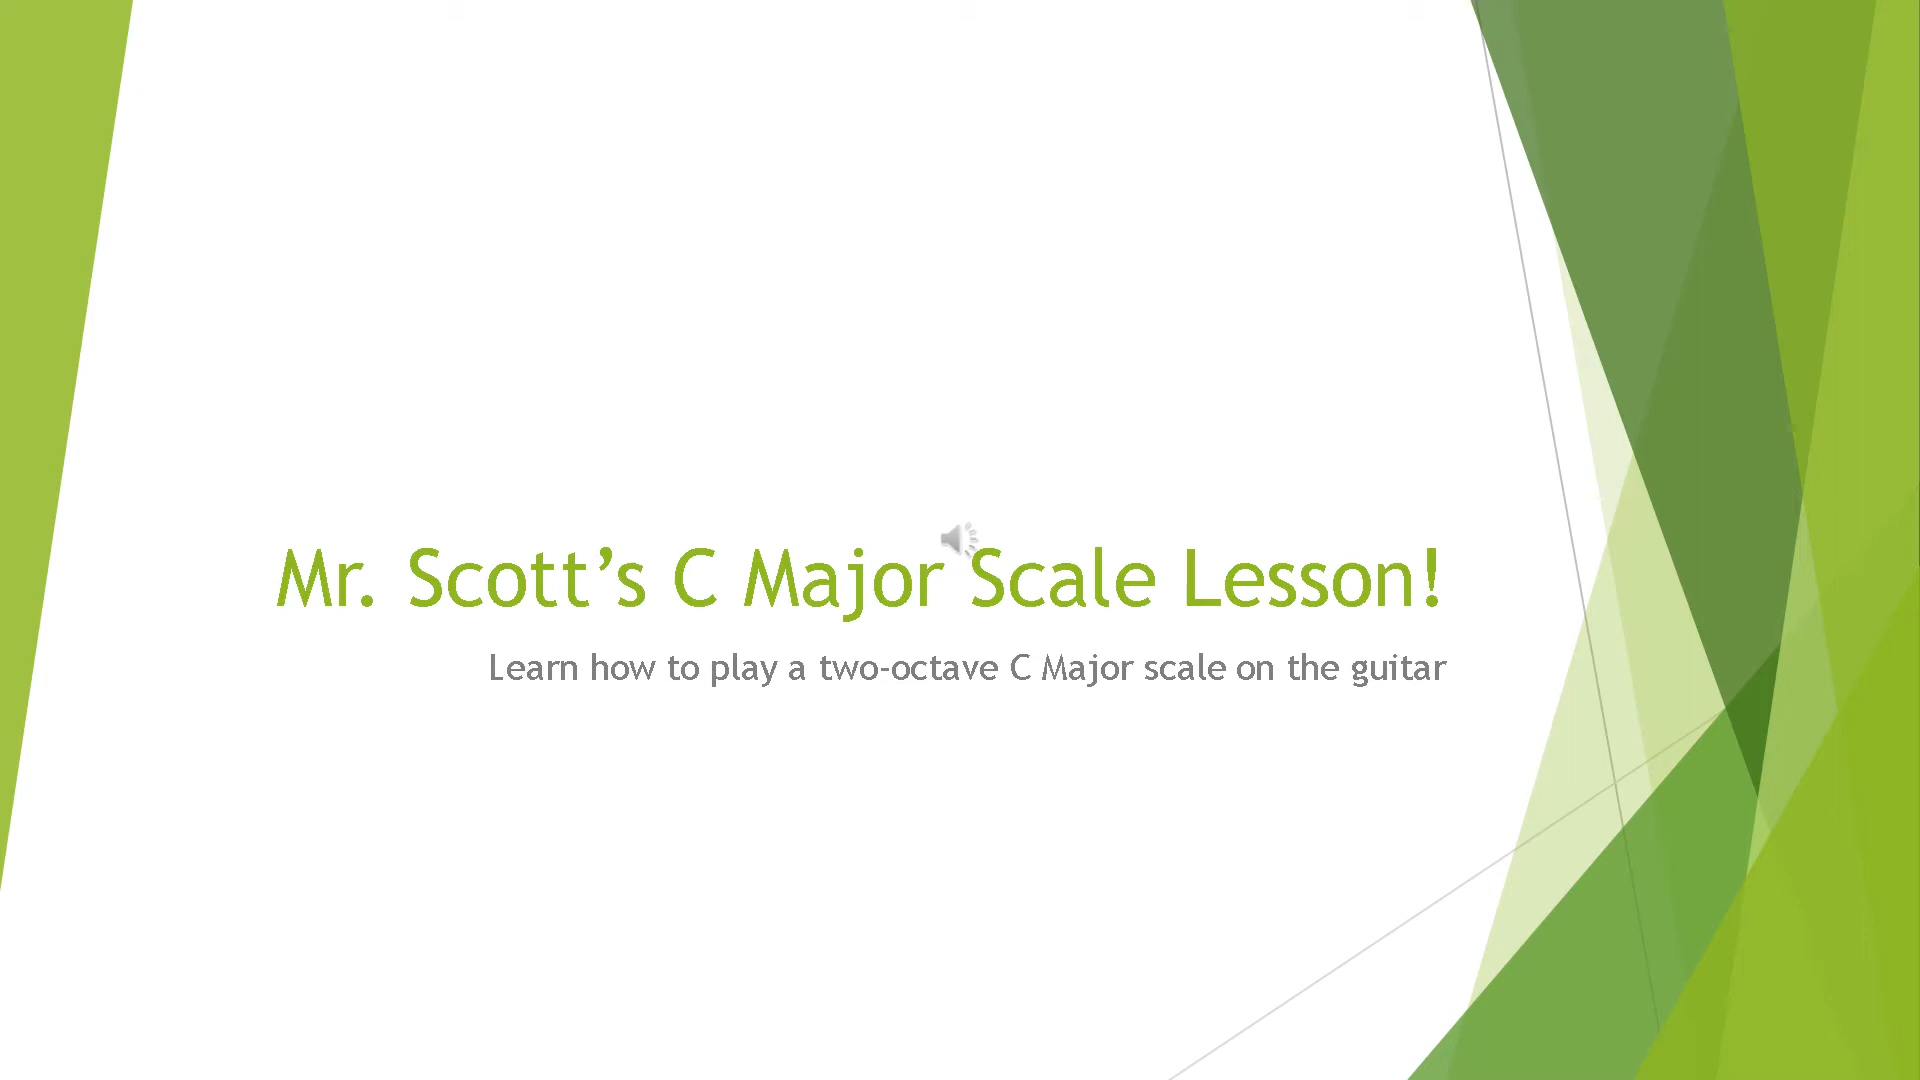 Mr. Scott’s C Major Scale Lesson!
Learn how to play a two-octave C Major scale on the guitar